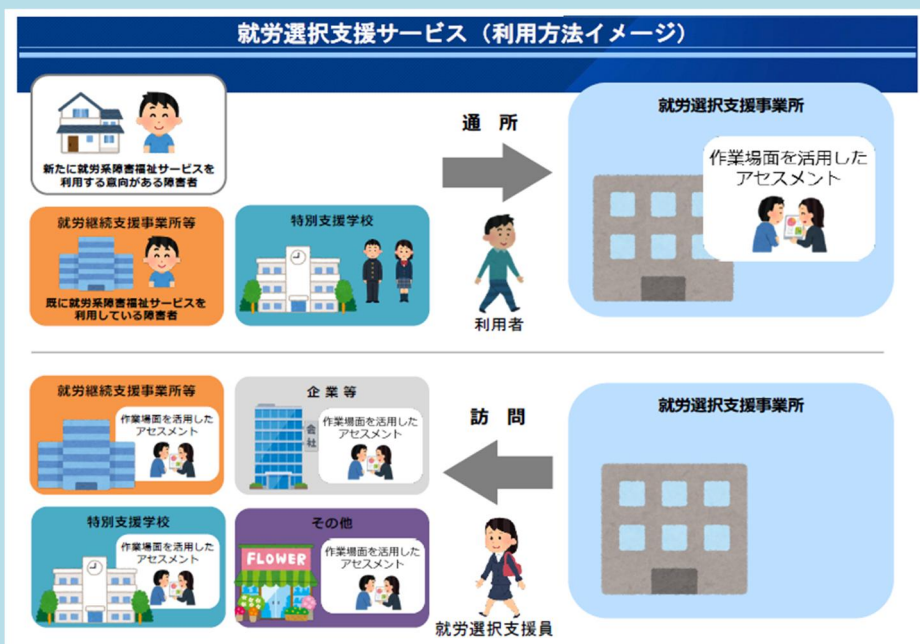 就労選択支援サービス（利用方法イメージ）
新たに就労系障害福祉サービスを
利用する意向がある障害者
就労継続支援事業所等
既に就労系障害福祉サービスを
利用している障害者
特別支援学校
通 所
利用者
就労選択支援事業所
作業場面を活用した
アセスメント
就労継続支援事業所等
作業場面を活用した
アセスメント
企 業 等
会社
作業場面を活用した
アセスメント
特別支援学校
作業場面を活用した
アセスメント
その他
FLOWER
作業場面を活用した
アセスメント
訪 問
就労選択支援員
就労選択支援事業所